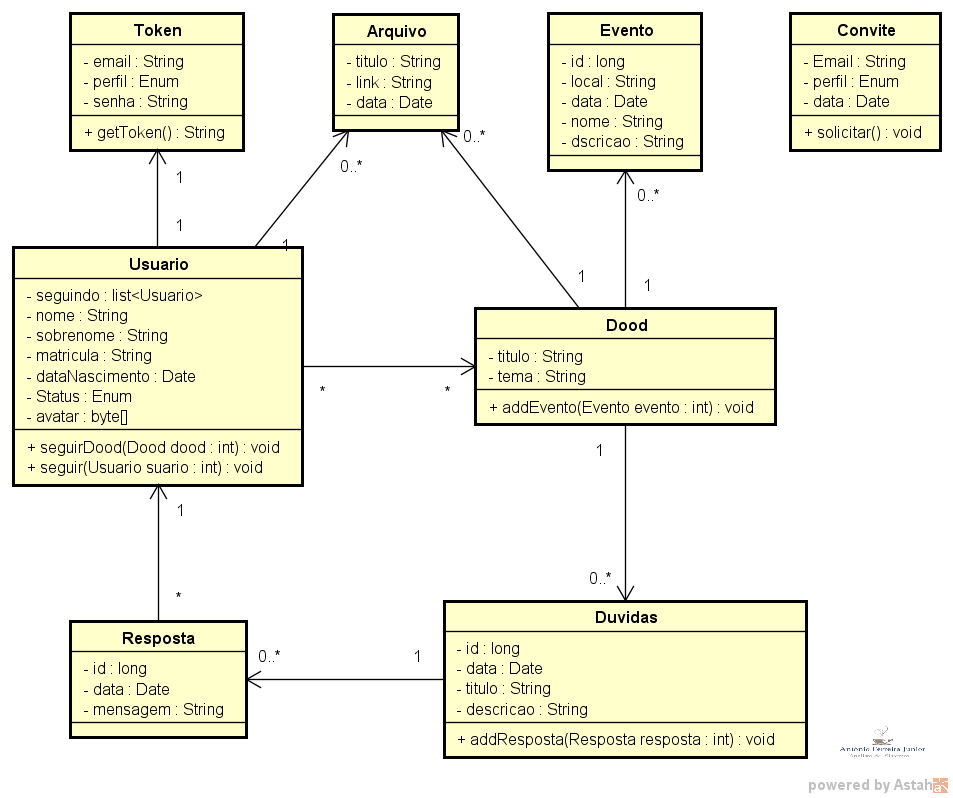 Token
- email : String
- perfil : Enum
- senha : String
+ getToken() : String
Arquivo
- titulo : String
- link : String
- data : Date
Evento
- id : long
- local : String
- data : Date
- nome : String
- dscricao : String
Convite
- Email : String
- perfil : Enum
- data : Date
+ solicitar() : void
1
1
0..*
1
0..*
1
0..*
1
Usuario
- seguindo : list<Usuario>
- nome : String
- sobrenome : String
- matricula : String
- dataNascimento : Date
- Status : Enum
- avatar : byte[]
+ seguirDood(Dood dood : int) : void
+ seguir(Usuario suario : int) : void
*
*
Dood
- titulo : String
- tema : String
+ addEvento(Evento evento : int) : void
1
*
1
0..*
Resposta
- id : long
- data : Date
- mensagem : String
0..*
1
Duvidas
- id : long
- data : Date
- titulo : String
- descricao : String
+ addResposta(Resposta resposta : int) : void
Antônio Ferreira Junior
powered by Astah